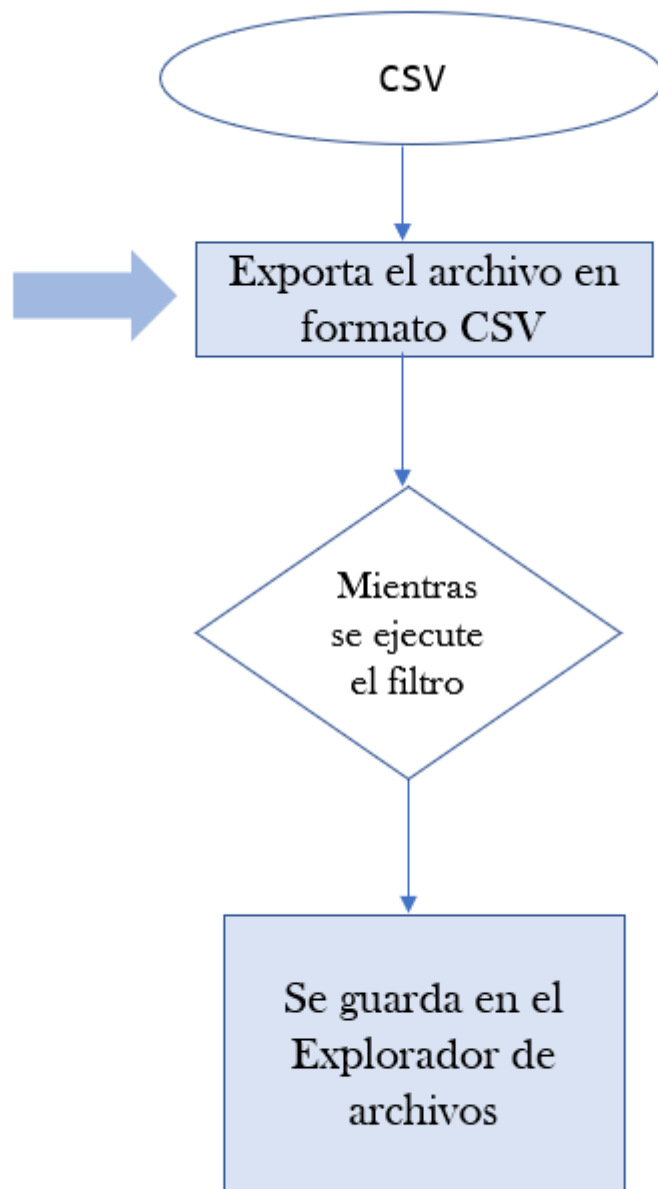 CSV
Exporta el archivo en
formato CSV
Mientras
se ejecute
el filtro
Se guarda en el
Explorador de
archivos